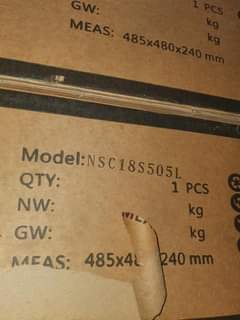 GW: 1 PCS
kg
MEAS: 485x480x240 mm
Model:NSC18S505L
QTY: 1 PCS
NW: kg
GW: kg
MEAS: 485x48 240 mm